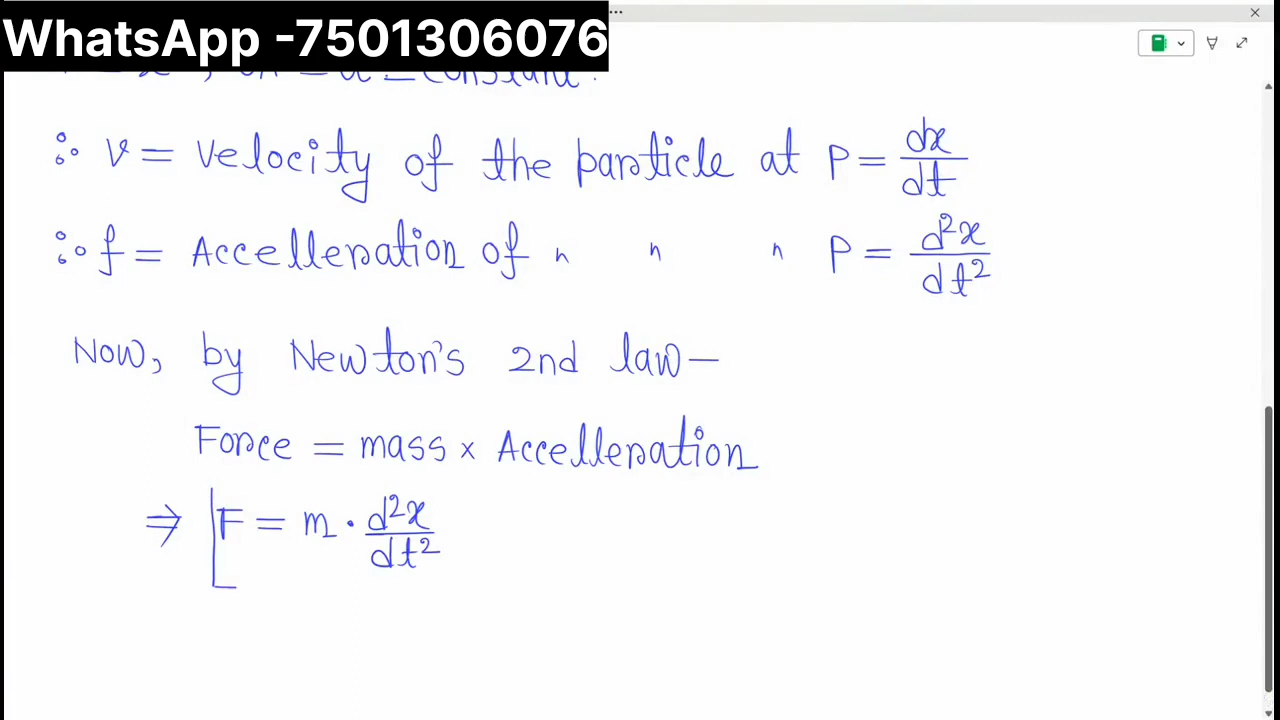 WhatsApp -7501306076
= constant.
∴ v = velocity of the particle at P = dx/dt
∴ f = Accelleration of " " " P = d²x/dt²
Now, by Newton's 2nd law—
Force = mass × Accelleration
⇒ F = m · d²x/dt²